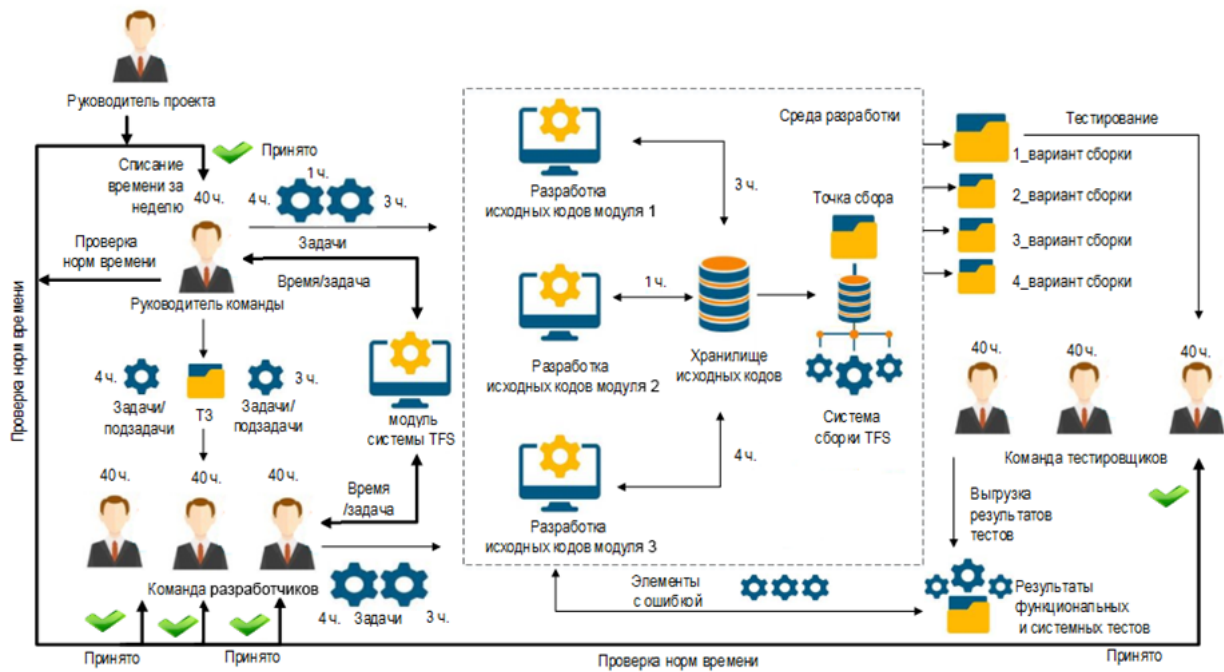 Руководитель проекта
Списание
времени за
неделю
40 ч.
Принято
1 ч.
4 ч.
3 ч.
Задачи
Время/задача
Проверка
норм времени
Руководитель команды
Проверка норм времени
4 ч.
Задачи/
подзадачи
ТЗ
3 ч.
Задачи/
подзадачи
модуль
системы TFS
40 ч.
40 ч.
40 ч.
Время
/задача
Команда разработчиков
4 ч.
Задачи
3 ч.
Принято
Принято
Среда разработки
Разработка
исходных кодов модуля 1
3 ч.
Разработка
исходных кодов модуля 2
1 ч.
Разработка
исходных кодов модуля 3
4 ч.
Хранилище
исходных кодов
Точка сбора
Система
сборки TFS
Тестирование
1_вариант сборки
2_вариант сборки
3_вариант сборки
4_вариант сборки
40 ч.
40 ч.
40 ч.
Команда тестировщиков
Выгрузка
результатов
тестов
Элементы
с ошибкой
Результаты
функциональных
и системных тестов
Проверка норм времени
Принято